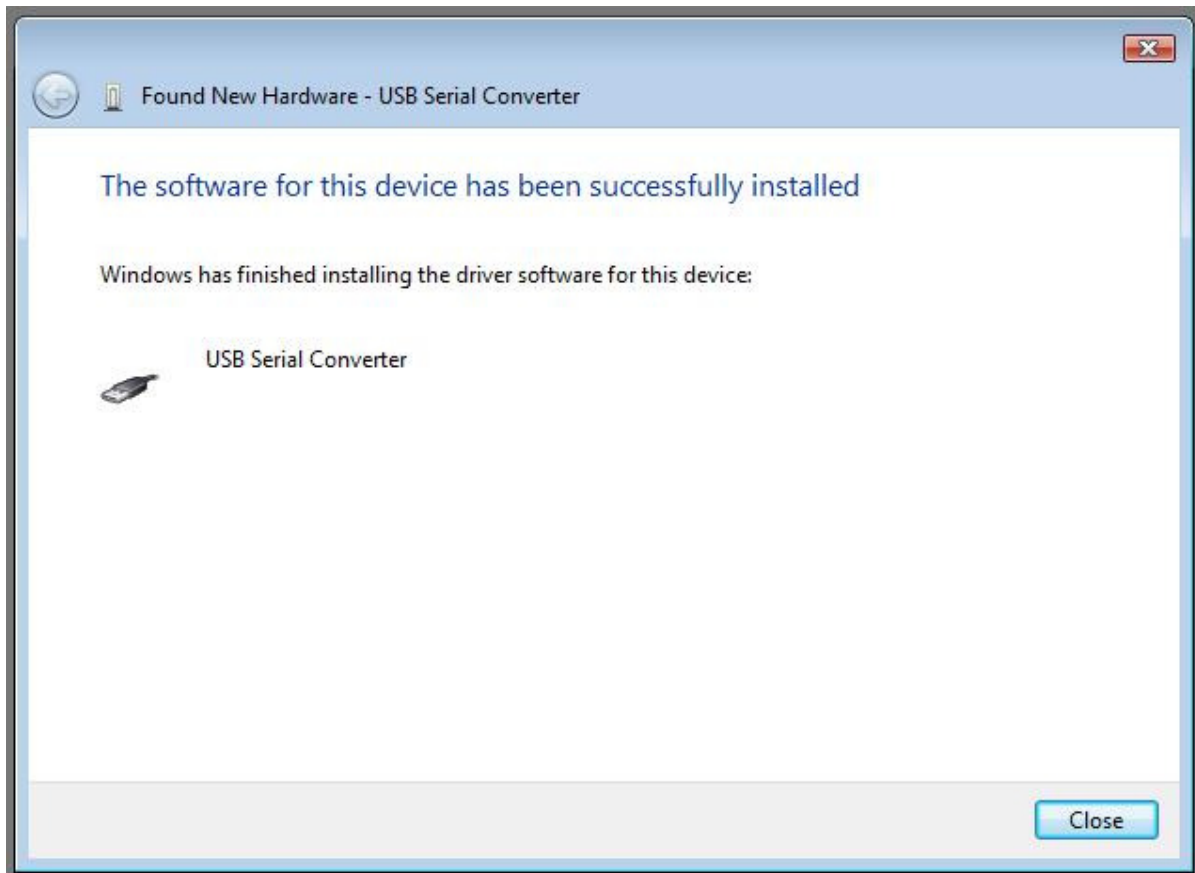 Found New Hardware - USB Serial Converter
The software for this device has been successfully installed
Windows has finished installing the driver software for this device:
USB Serial Converter
Close